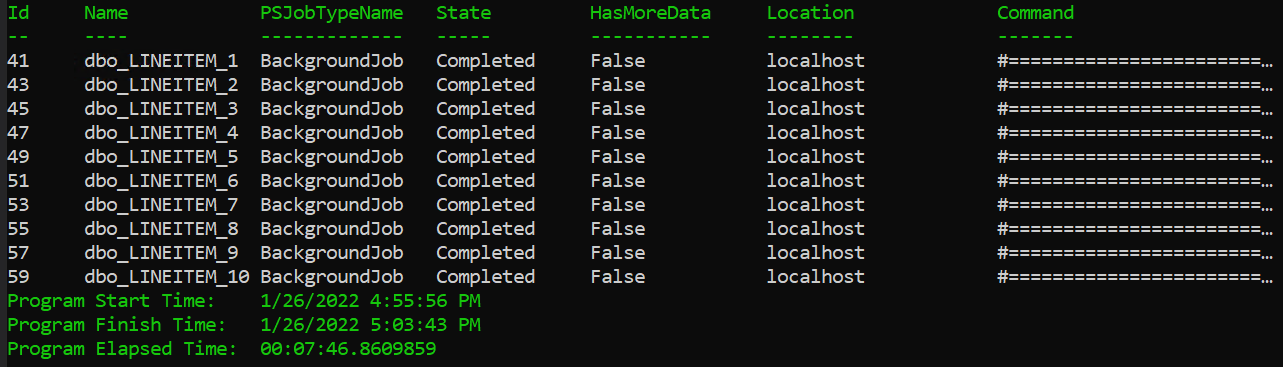 Id Name PSJobTypeName State HasMoreData Location Command
-- ---- ------------- ----- ----------- -------- -------
41 dbo_LINEITEM_1 BackgroundJob Completed False localhost #=======================…
43 dbo_LINEITEM_2 BackgroundJob Completed False localhost #=======================…
45 dbo_LINEITEM_3 BackgroundJob Completed False localhost #=======================…
47 dbo_LINEITEM_4 BackgroundJob Completed False localhost #=======================…
49 dbo_LINEITEM_5 BackgroundJob Completed False localhost #=======================…
51 dbo_LINEITEM_6 BackgroundJob Completed False localhost #=======================…
53 dbo_LINEITEM_7 BackgroundJob Completed False localhost #=======================…
55 dbo_LINEITEM_8 BackgroundJob Completed False localhost #=======================…
57 dbo_LINEITEM_9 BackgroundJob Completed False localhost #=======================…
59 dbo_LINEITEM_10 BackgroundJob Completed False localhost #=======================…
Program Start Time: 1/26/2022 4:55:56 PM
Program Finish Time: 1/26/2022 5:03:43 PM
Program Elapsed Time: 00:07:46.8609859